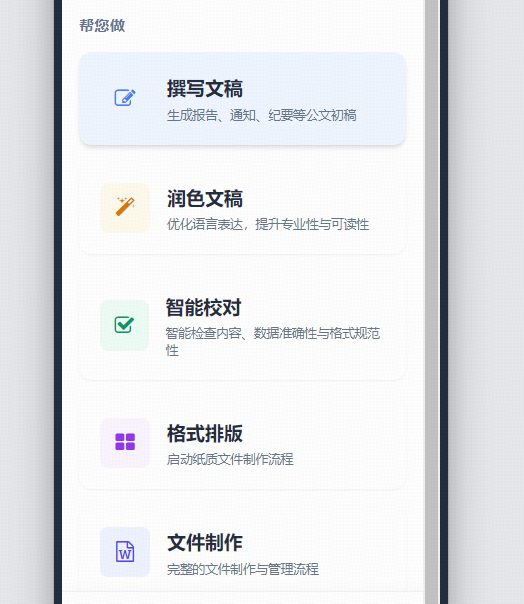 帮您做
撰写文稿
生成报告、通知、纪要等公文初稿
润色文稿
优化语言表达，提升专业性与可读性
智能校对
智能检查内容、数据准确性与格式规范
性
格式排版
启动纸质文件制作流程
文件制作
完整的文件制作与管理流程